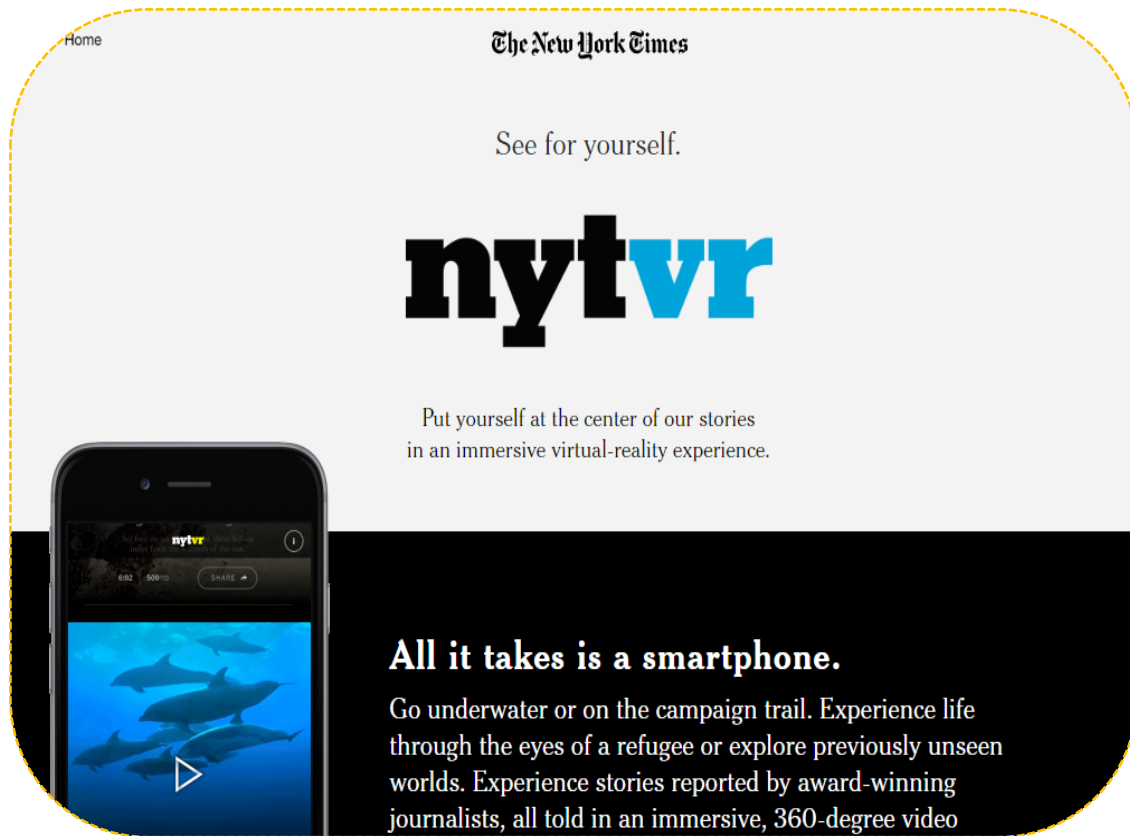 Home
The New York Times
See for yourself.
nytvr
Put yourself at the center of our stories
in an immersive virtual-reality experience.
nytvr
i
6:02 500
SHARE
All it takes is a smartphone.
Go underwater or on the campaign trail. Experience life
through the eyes of a refugee or explore previously unseen
worlds. Experience stories reported by award-winning
journalists, all told in an immersive, 360-degree video